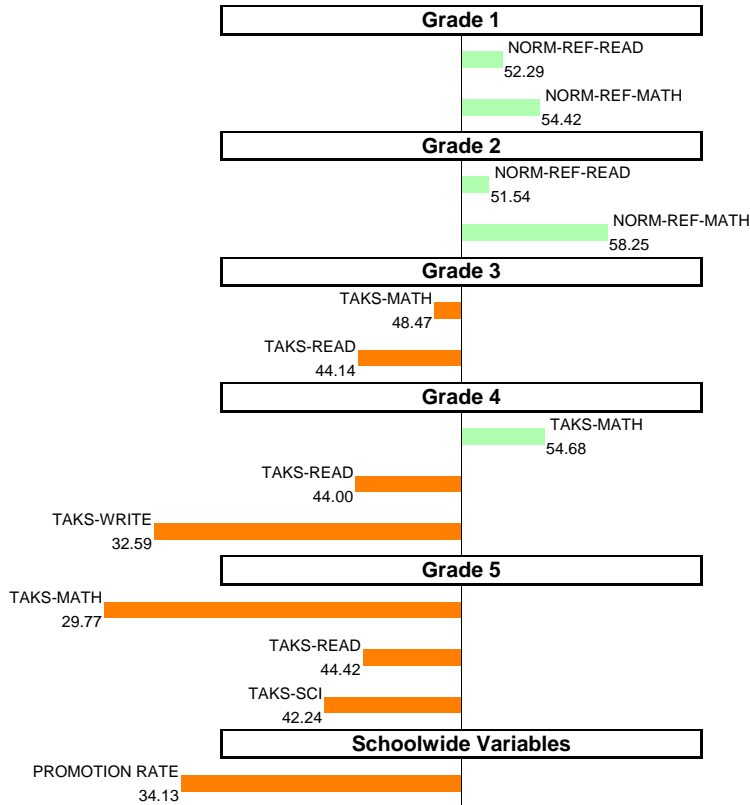 Grade 1
NORM-REF-READ
52.29
NORM-REF-MATH
54.42
Grade 2
NORM-REF-READ
51.54
NORM-REF-MATH
58.25
Grade 3
TAKS-MATH
48.47
TAKS-READ
44.14
Grade 4
TAKS-MATH
54.68
TAKS-READ
44.00
TAKS-WRITE
32.59
Grade 5
TAKS-MATH
29.77
TAKS-READ
44.42
TAKS-SCI
42.24
Schoolwide Variables
PROMOTION RATE
34.13